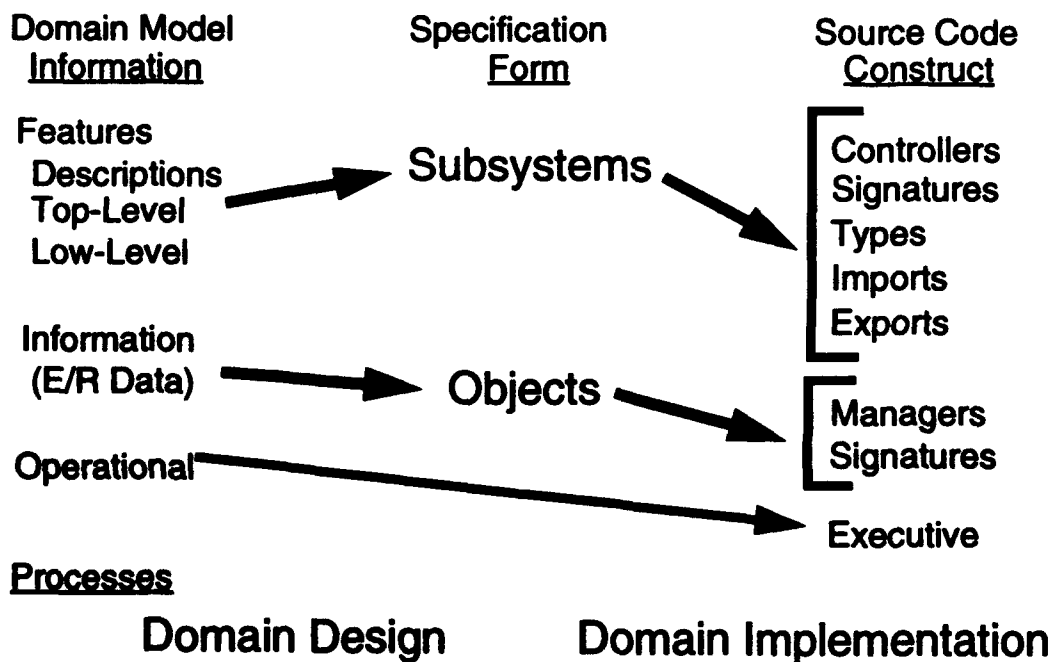 Domain Model
Information
Specification
Form
Source Code
Construct
Features
Descriptions
Top-Level
Low-Level
Subsystems
Controllers
Signatures
Types
Imports
Exports
Information
(E/R Data)
Objects
Managers
Signatures
Operational
Executive
Processes
Domain Design
Domain Implementation